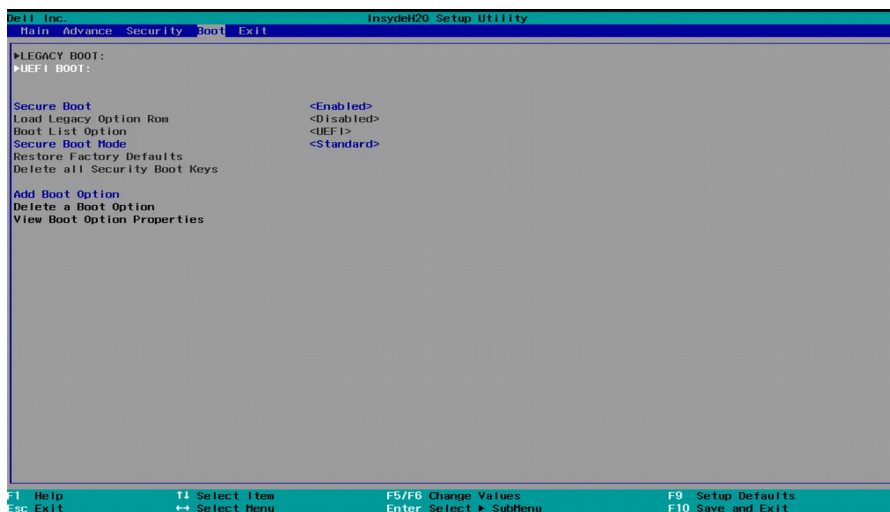 Dell Inc. InsydeH2O Setup Utility
Main Advance Security Boot Exit
▶LEGACY BOOT:
▶UEFI BOOT:
Secure Boot <Enabled>
Load Legacy Option Rom <Disabled>
Boot List Option <UEFI>
Secure Boot Mode <Standard>
Restore Factory Defaults
Delete all Security Boot Keys
Add Boot Option
Delete a Boot Option
View Boot Option Properties
F1 Help ↑↓ Select Item F5/F6 Change Values F9 Setup Defaults
Esc Exit ←→ Select Menu Enter Select ▶ SubMenu F10 Save and Exit